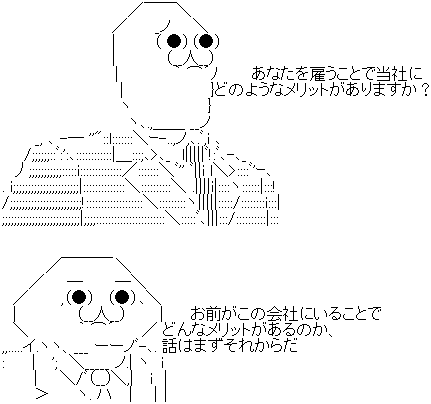 あなたを雇うことで当社に
どのようなメリットがありますか？
お前がこの会社にいることで
どんなメリットがあるのか、
話はまずそれからだ